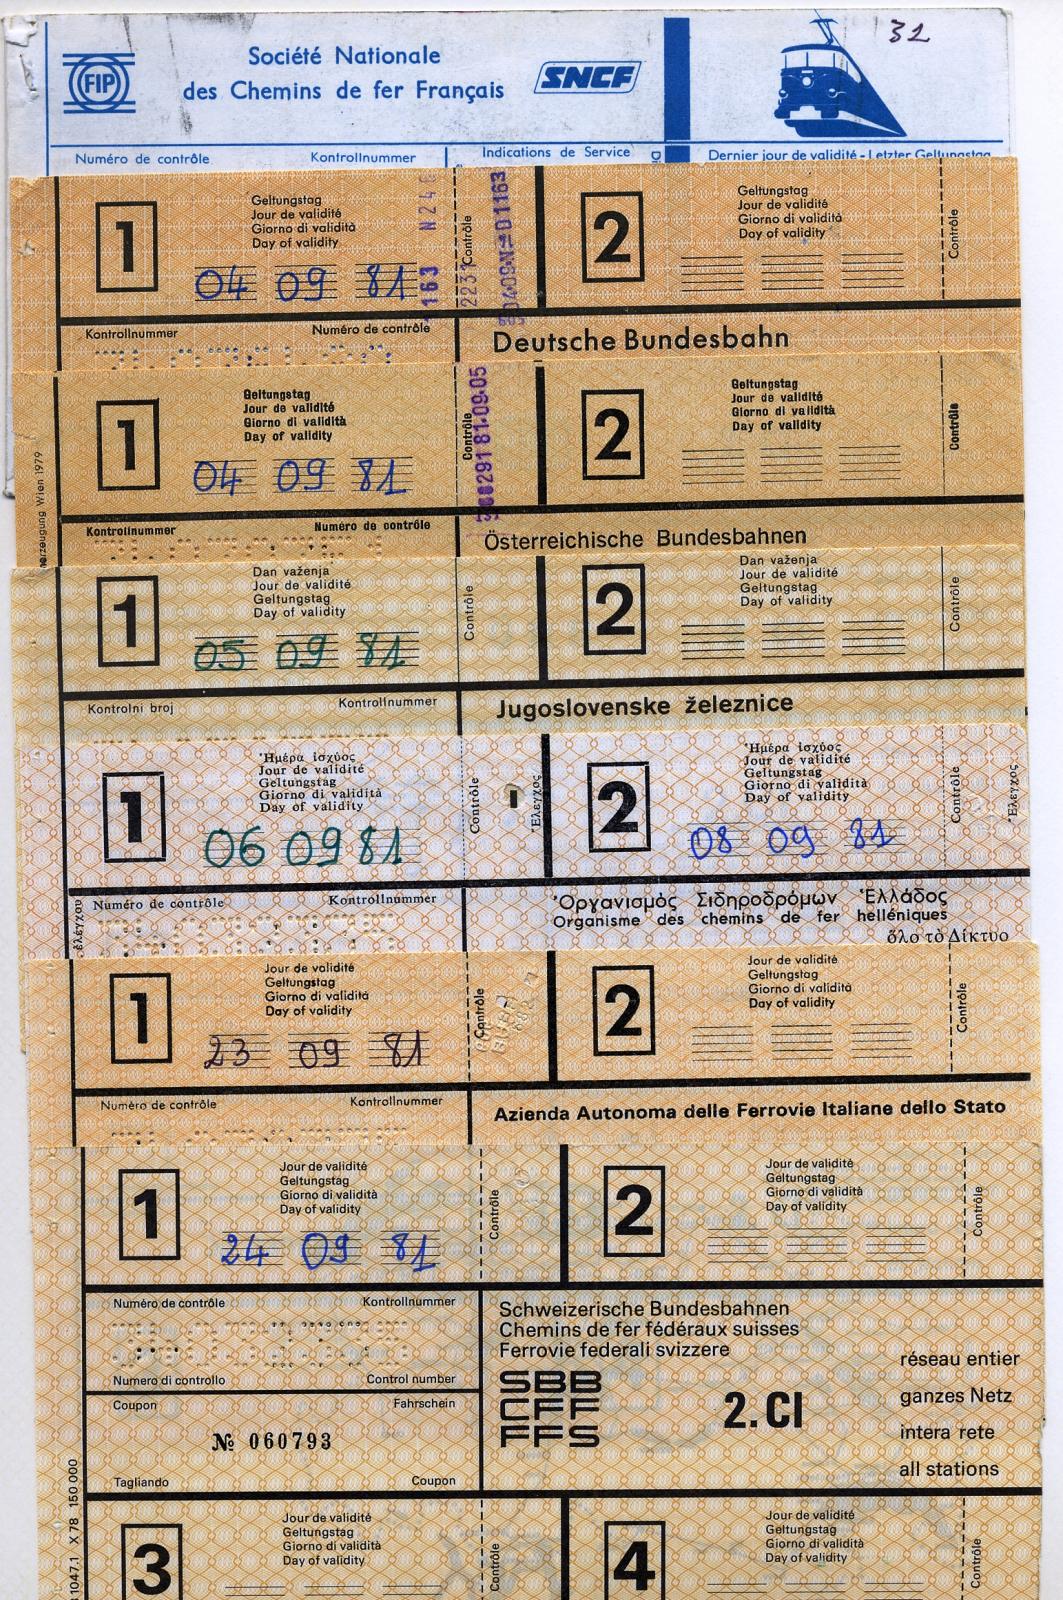 32
FIP
Société Nationale
des Chemins de fer Français
SNCF
Numéro de contrôle Kontrollnummer Indications de Service Dernier jour de validité - Letzter Geltungstag
1
Geltungstag
Jour de validité
Giorno di validità
Day of validity
04 09 81
Contrôle
2
Geltungstag
Jour de validité
Giorno di validità
Day of validity
Contrôle
Kontrollnummer Numéro de contrôle
Deutsche Bundesbahn
1
Geltungstag
Jour de validité
Giorno di validità
Day of validity
04 09 81
Contrôle
2
Geltungstag
Jour de validité
Giorno di validità
Day of validity
Contrôle
Kontrollnummer Numéro de contrôle
Österreichische Bundesbahnen
1
Dan važenja
Jour de validité
Geltungstag
Day of validity
05 09 81
Contrôle
2
Dan važenja
Jour de validité
Geltungstag
Day of validity
Contrôle
Kontrolni broj Kontrollnummer
Jugoslovenske železnice
1
Ἡμέρα ἰσχύος
Jour de validité
Geltungstag
Giorno di validità
Day of validity
06 09 81
Contrôle
Ἔλεγχος
2
Ἡμέρα ἰσχύος
Jour de validité
Geltungstag
Giorno di validità
Day of validity
08 09 81
Contrôle
Ἔλεγχος
ἐλέγχου
Numéro de contrôle Kontrollnummer
Ὀργανισμός Σιδηροδρόμων Ἑλλάδος
Organisme des chemins de fer helléniques
ὅλο τὸ Δίκτυο
1
Jour de validité
Geltungstag
Giorno di validità
Day of validity
23 09 81
Contrôle
2
Jour de validité
Geltungstag
Giorno di validità
Day of validity
Contrôle
Numéro de contrôle Kontrollnummer
Azienda Autonoma delle Ferrovie Italiane dello Stato
1
Jour de validité
Geltungstag
Giorno di validità
Day of validity
24 09 81
Contrôle
2
Jour de validité
Geltungstag
Giorno di validità
Day of validity
Contrôle
Numéro de contrôle Kontrollnummer
Numero di controllo Control number
Coupon Fahrschein
№ 060793
Tagliando Coupon
Schweizerische Bundesbahnen
Chemins de fer fédéraux suisses
Ferrovie federali svizzere
SBB
CFF
FFS
2. Cl
réseau entier
ganzes Netz
intera rete
all stations
X 78 150 000
3
Jour de validité
Geltungstag
Giorno di validità
Day of validity
Contrôle
4
Jour de validité
Geltungstag
Giorno di validità
Day of validity
Contrôle